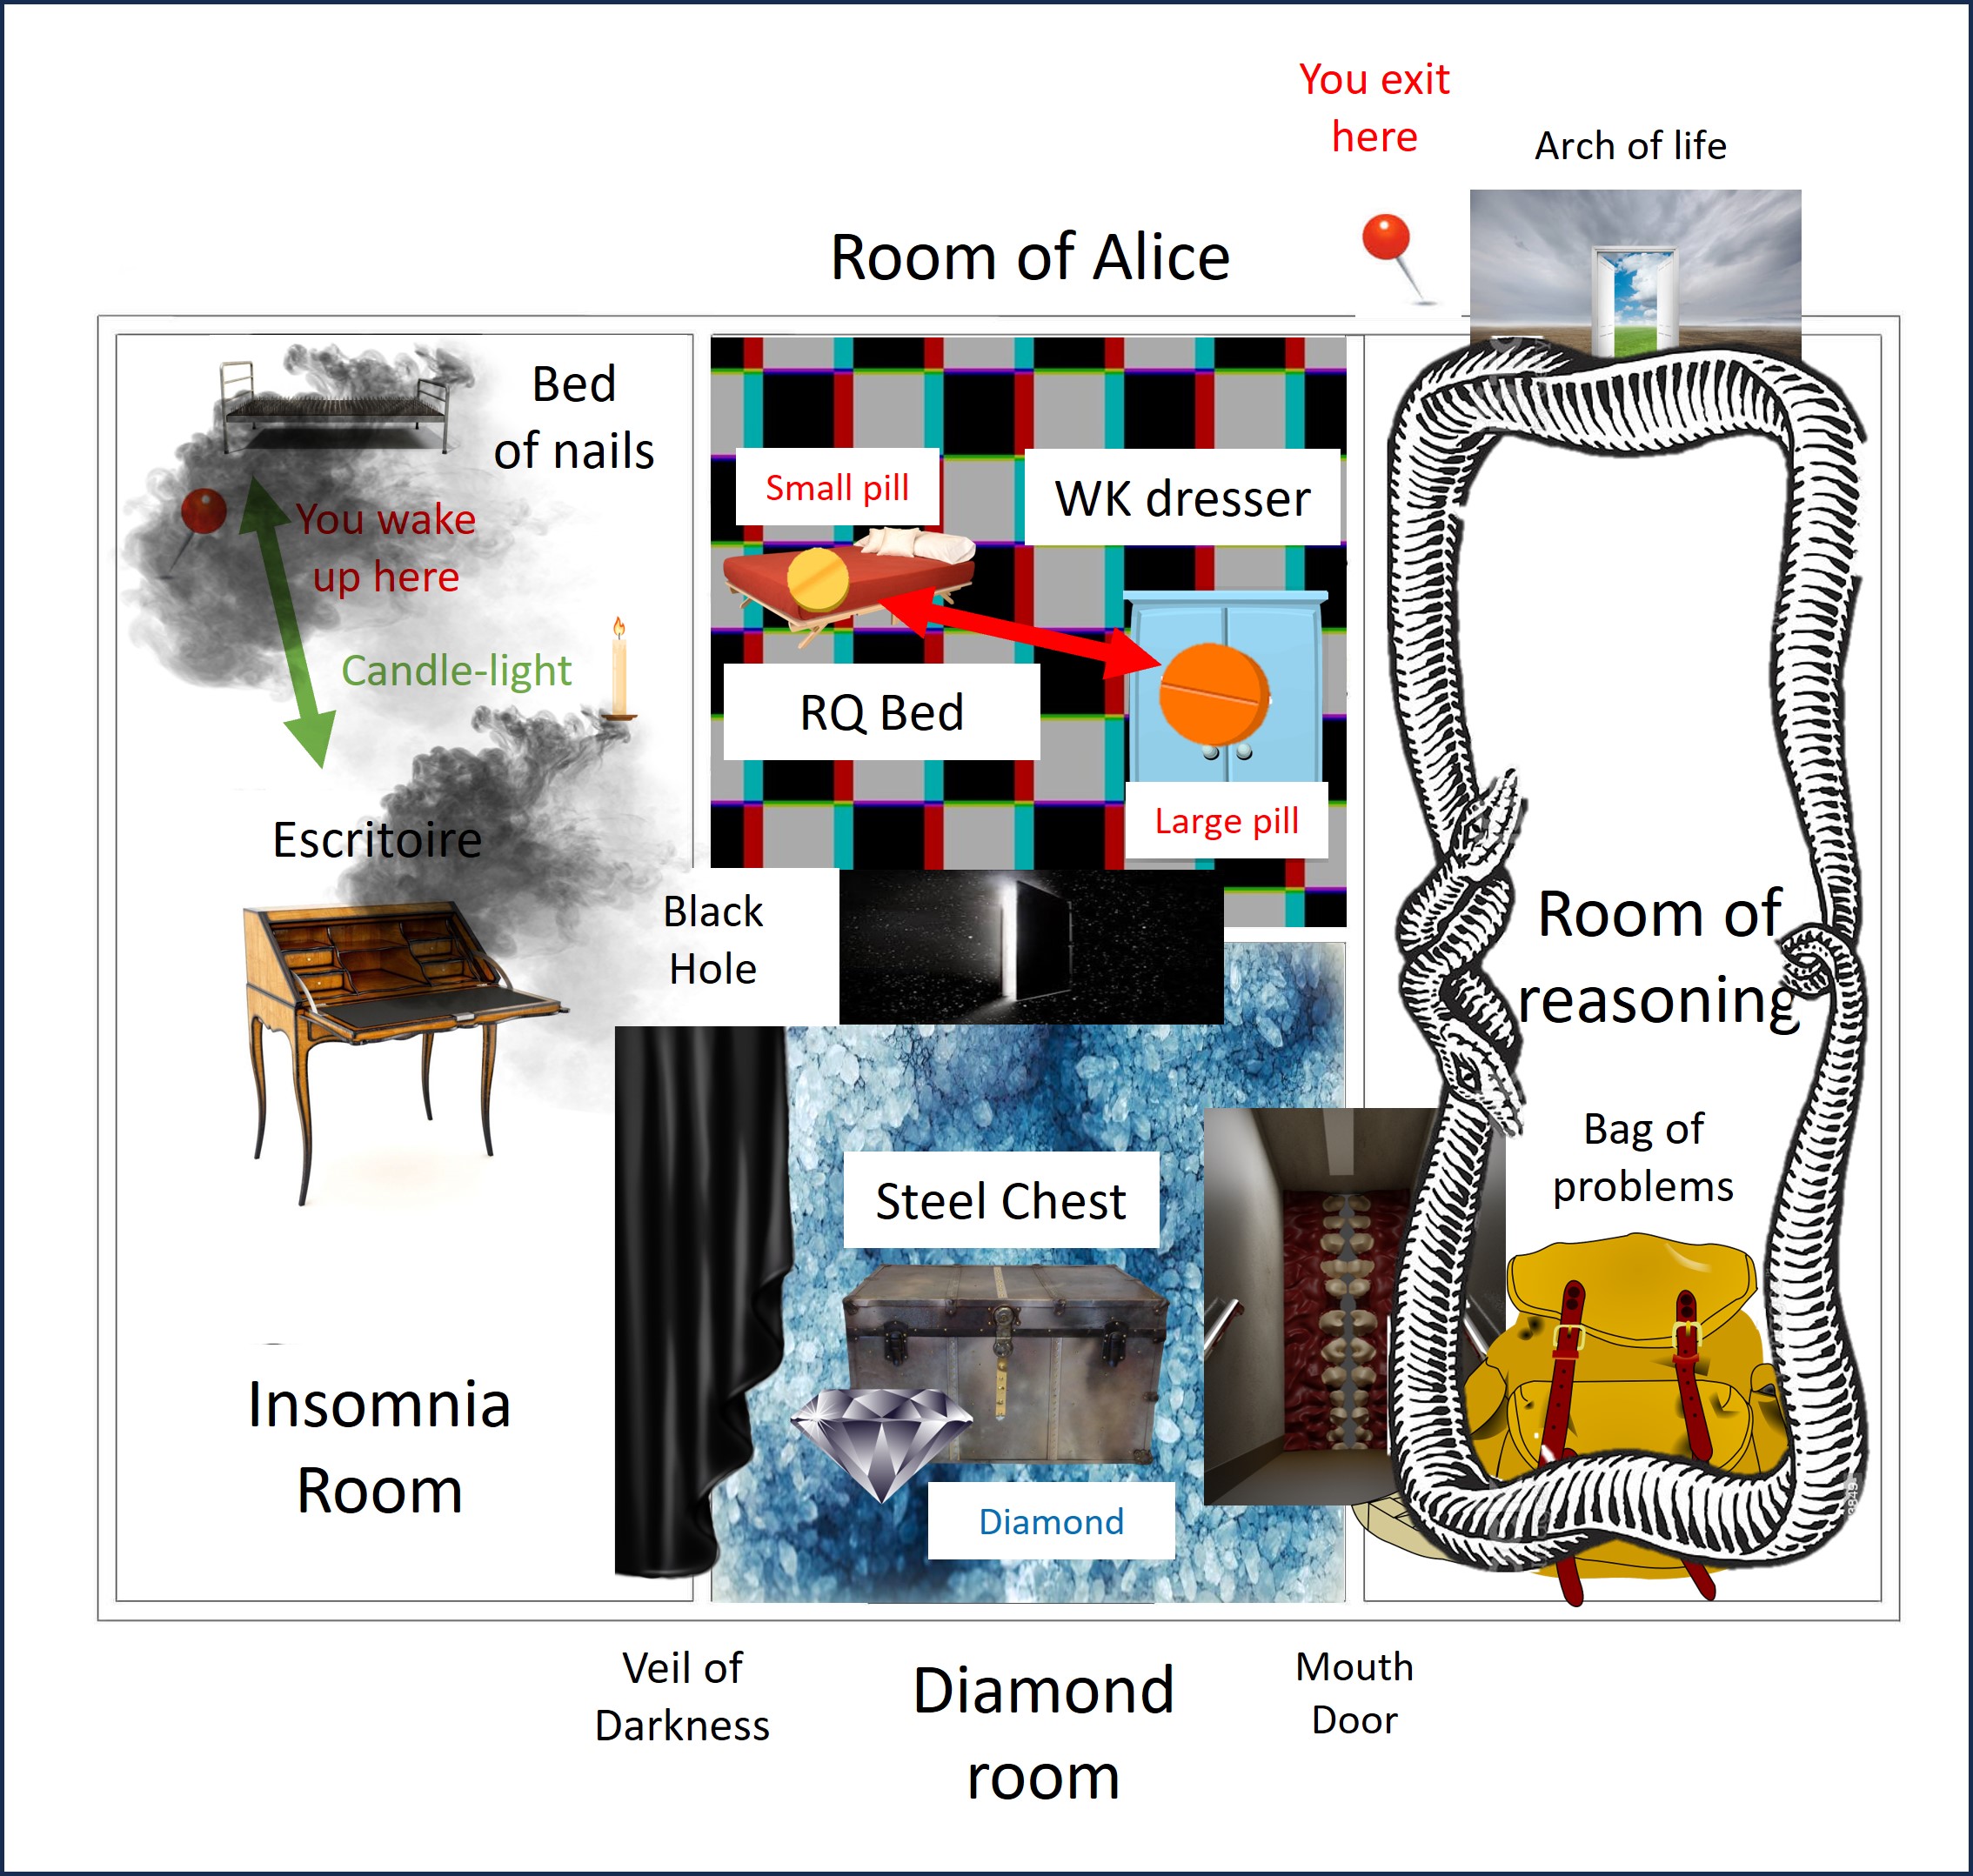 You exit
here
Arch of life
Room of Alice
Bed
of nails
You wake
up here
Candle-light
Escritoire
Small pill
WK dresser
RQ Bed
Large pill
Black
Hole
Room of
reasoning
Bag of
problems
Steel Chest
Diamond
Insomnia
Room
Veil of
Darkness
Diamond
room
Mouth
Door